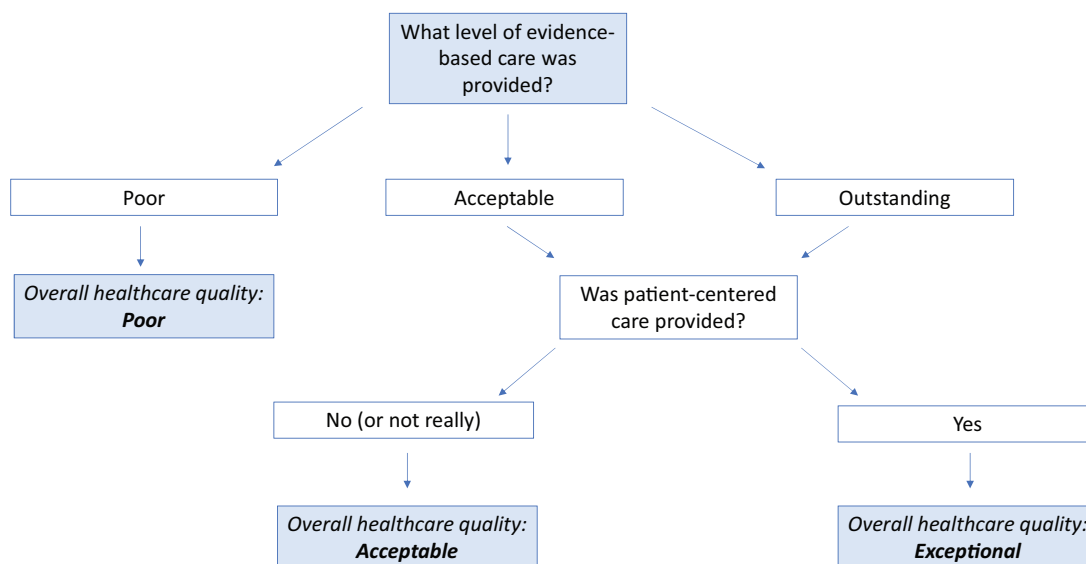 What level of evidence-
based care was
provided?
Poor
Acceptable
Outstanding
Overall healthcare quality:
Poor
Was patient-centered
care provided?
No (or not really)
Yes
Overall healthcare quality:
Acceptable
Overall healthcare quality:
Exceptional